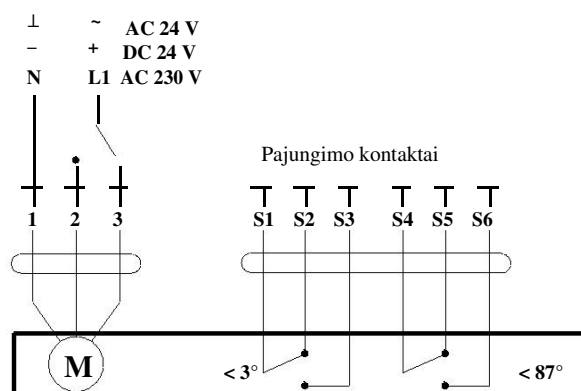 ⊥ ~ AC 24 V
− + DC 24 V
N L1 AC 230 V
Pajungimo kontaktai
1 2 3 S1 S2 S3 S4 S5 S6
M < 3° < 87°